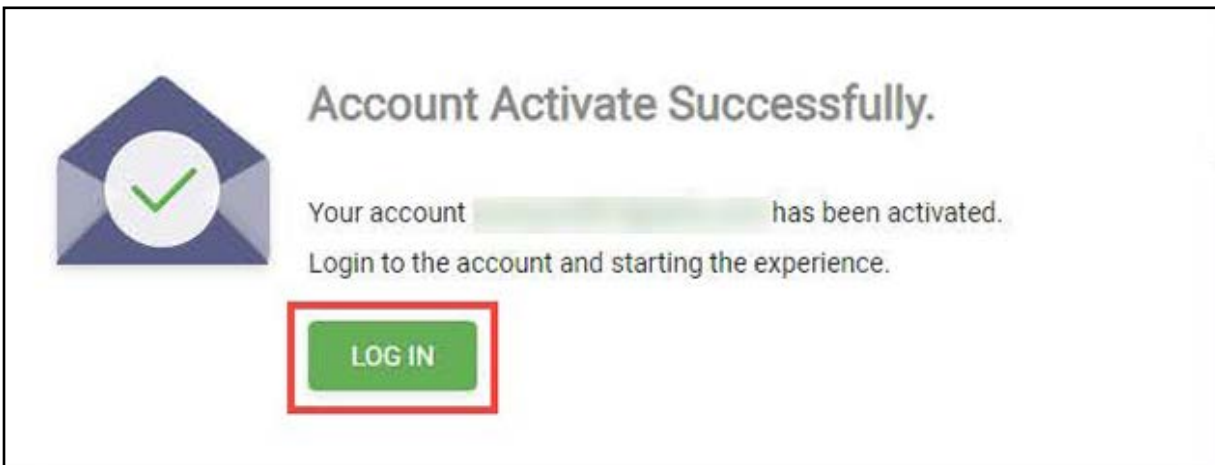 Account Activate Successfully.
Your account has been activated.
Login to the account and starting the experience.
LOG IN